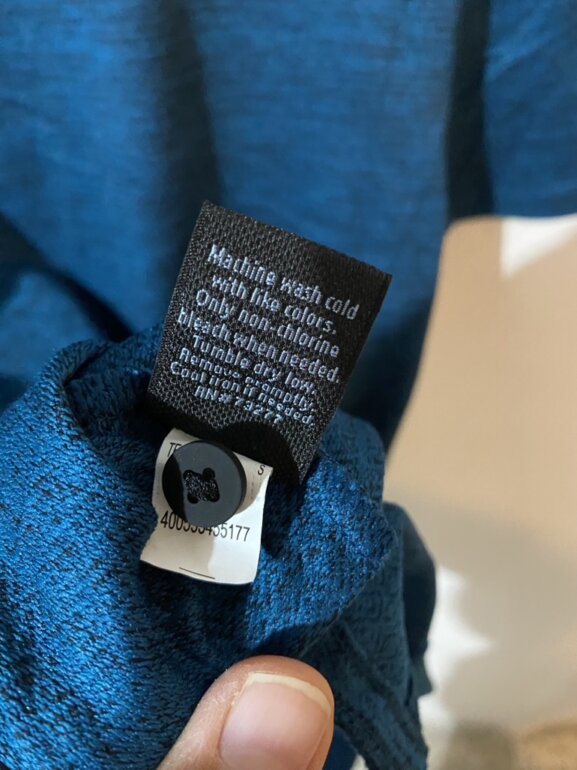 Machine wash cold
with like colors.
Only non-chlorine
bleach when needed.
Tumble dry low.
Remove promptly.
Cool iron if needed.
RN# 73277
S